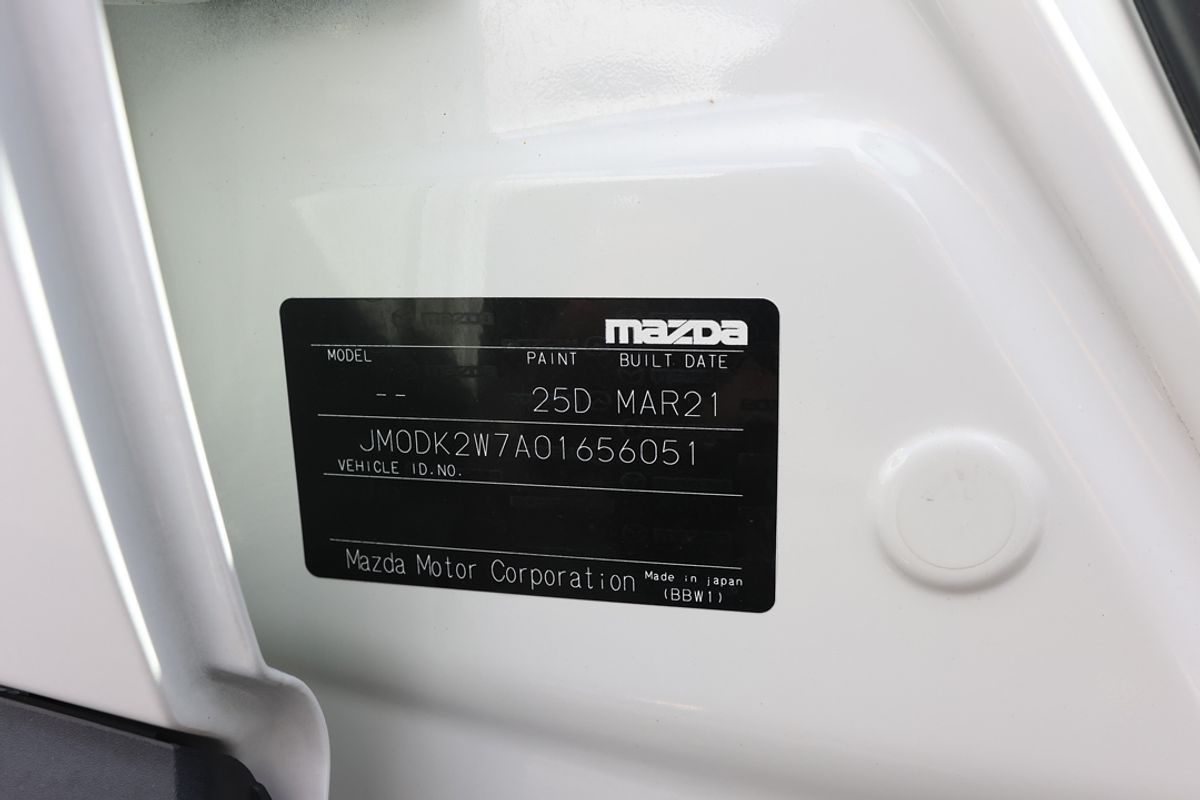 mazda
MODEL PAINT BUILT DATE
-- 25D MAR21
JM0DK2W7A01656051
VEHICLE ID.NO.
Mazda Motor Corporation Made in japan
(BBW1)